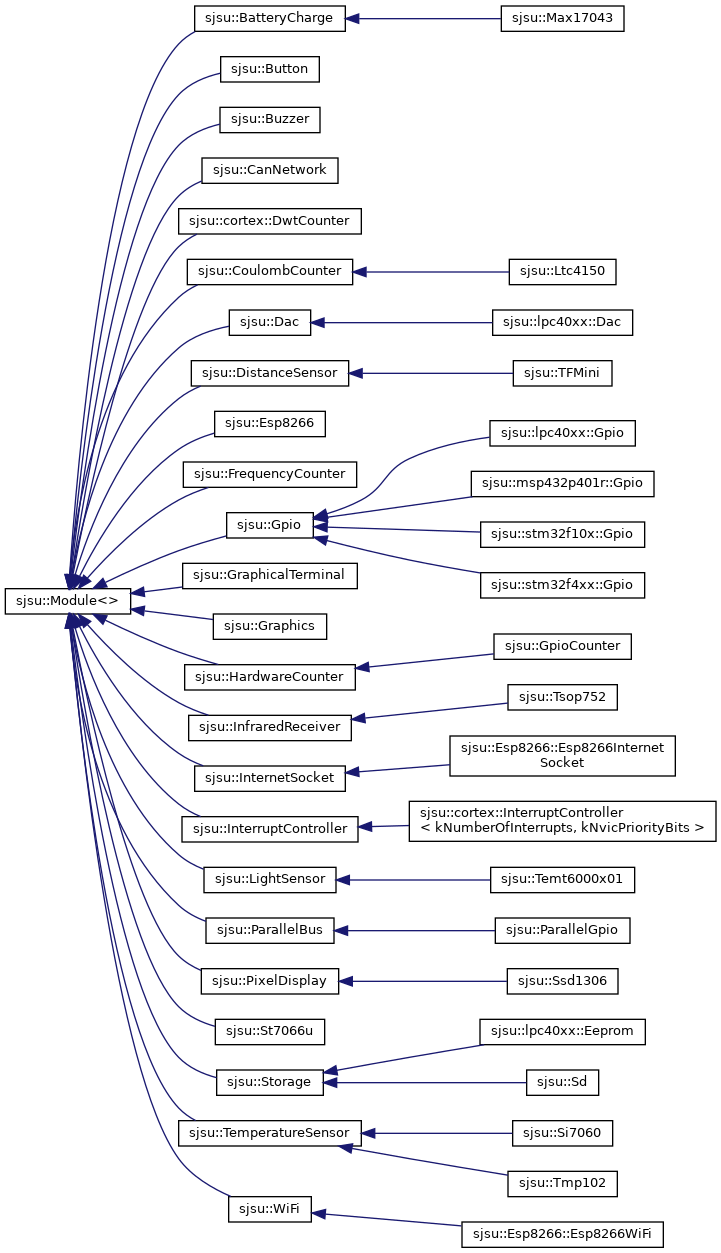 sjsu::BatteryCharge
sjsu::Max17043
sjsu::Button
sjsu::Buzzer
sjsu::CanNetwork
sjsu::cortex::DwtCounter
sjsu::CoulombCounter
sjsu::Ltc4150
sjsu::Dac
sjsu::lpc40xx::Dac
sjsu::DistanceSensor
sjsu::TFMini
sjsu::Esp8266
sjsu::lpc40xx::Gpio
sjsu::FrequencyCounter
sjsu::msp432p401r::Gpio
sjsu::Gpio
sjsu::stm32f10x::Gpio
sjsu::GraphicalTerminal
sjsu::stm32f4xx::Gpio
sjsu::Module<>
sjsu::Graphics
sjsu::GpioCounter
sjsu::HardwareCounter
sjsu::Tsop752
sjsu::InfraredReceiver
sjsu::Esp8266::Esp8266Internet
Socket
sjsu::InternetSocket
sjsu::cortex::InterruptController
< kNumberOfInterrupts, kNvicPriorityBits >
sjsu::InterruptController
sjsu::LightSensor
sjsu::Temt6000x01
sjsu::ParallelBus
sjsu::ParallelGpio
sjsu::PixelDisplay
sjsu::Ssd1306
sjsu::St7066u
sjsu::lpc40xx::Eeprom
sjsu::Storage
sjsu::Sd
sjsu::TemperatureSensor
sjsu::Si7060
sjsu::Tmp102
sjsu::WiFi
sjsu::Esp8266::Esp8266WiFi